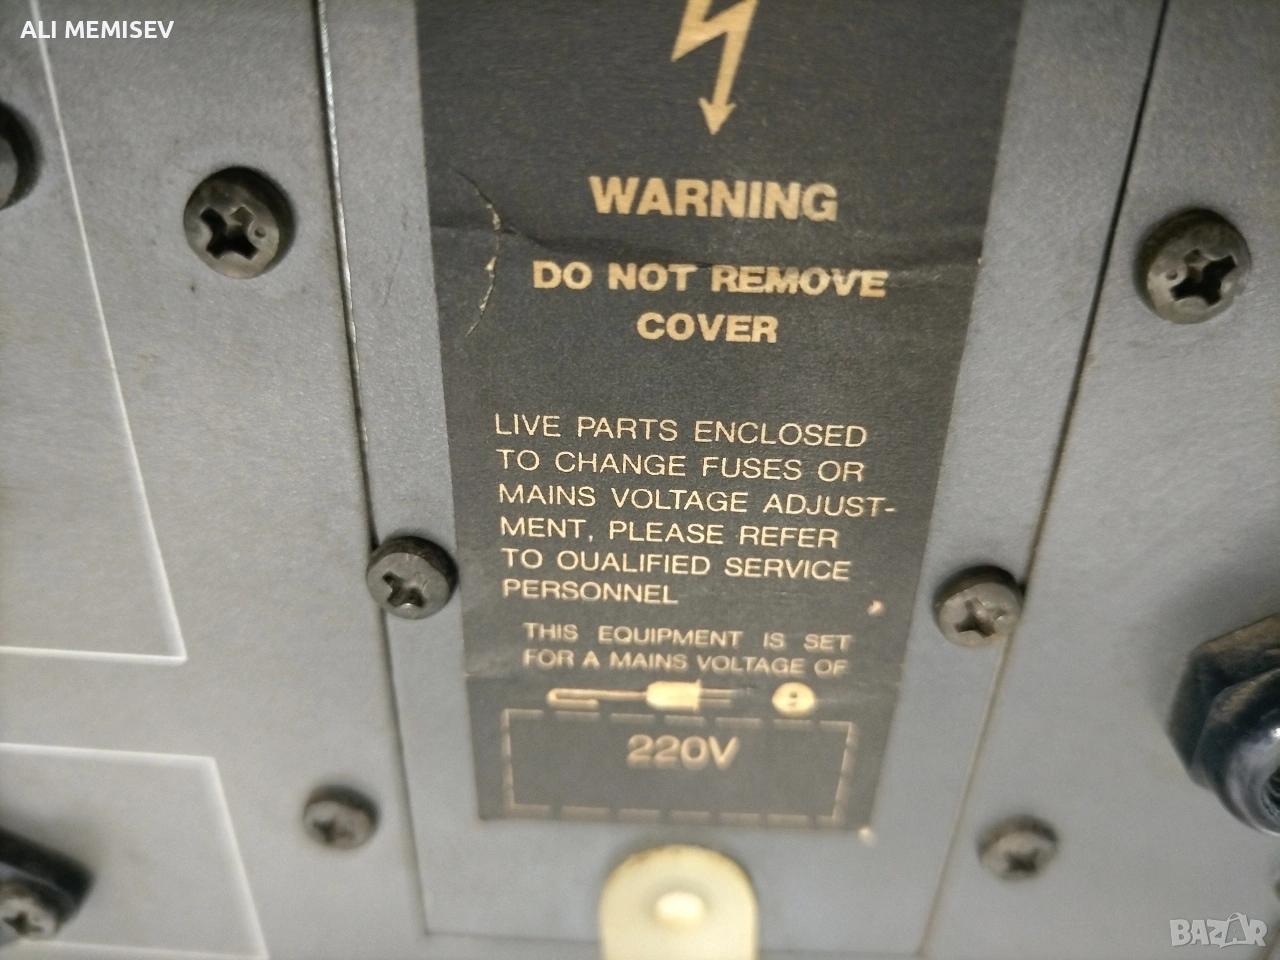 ALI MEMISEV
WARNING
DO NOT REMOVE
COVER
LIVE PARTS ENCLOSED
TO CHANGE FUSES OR
MAINS VOLTAGE ADJUST-
MENT, PLEASE REFER
TO QUALIFIED SERVICE
PERSONNEL
THIS EQUIPMENT IS SET
FOR A MAINS VOLTAGE OF
220V
BAZAR